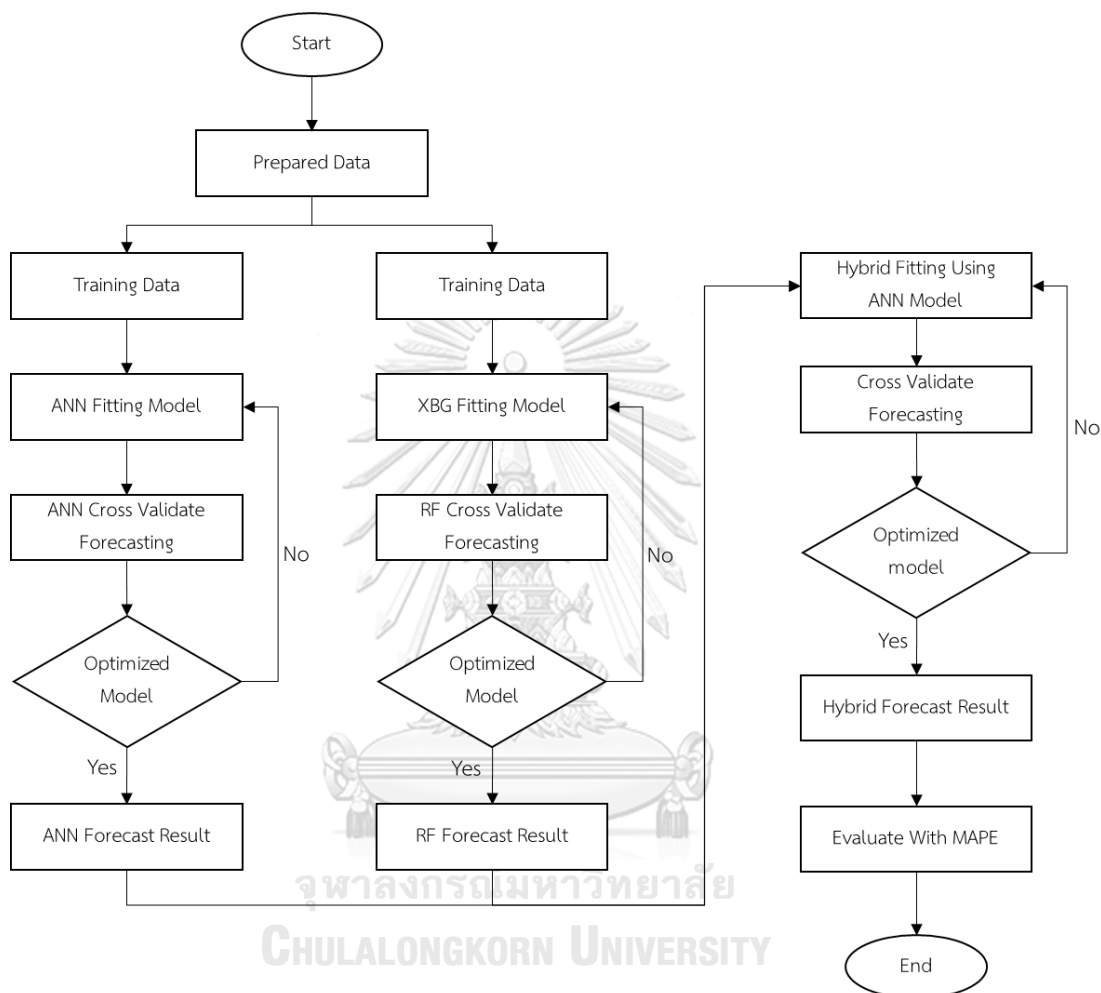 Start
Prepared Data
Training Data
ANN Fitting Model
ANN Cross Validate
Forecasting
No
Optimized
Model
Yes
ANN Forecast Result
Training Data
XBG Fitting Model
RF Cross Validate
Forecasting
No
Optimized
Model
Yes
RF Forecast Result
Hybrid Fitting Using
ANN Model
Cross Validate
Forecasting
No
Optimized
model
Yes
Hybrid Forecast Result
Evaluate With MAPE
End
จุฬาลงกรณ์มหาวิทยาลัย
CHULALONGKORN UNIVERSITY